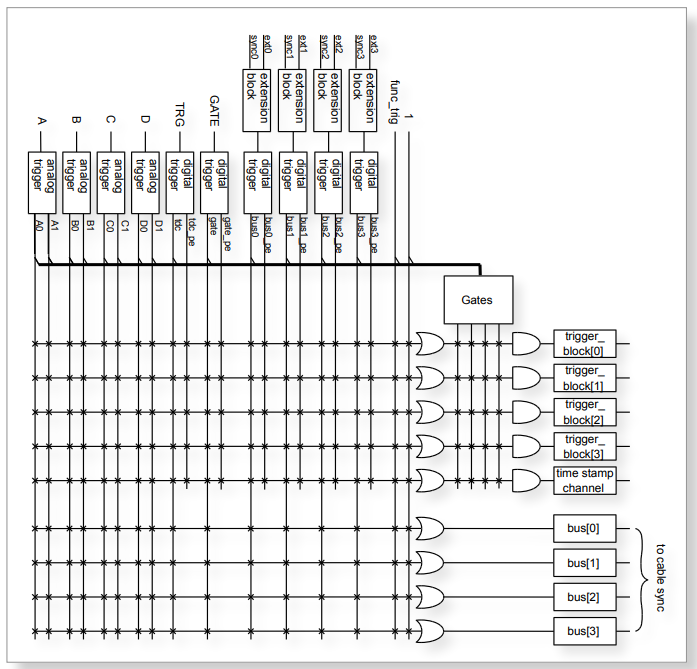 sync0
ext0
sync1
ext1
sync2
ext2
sync3
ext3
extension
block
extension
block
extension
block
extension
block
func_trig
1
A
B
C
D
TRG
GATE
analog
trigger
analog
trigger
analog
trigger
analog
trigger
digital
trigger
digital
trigger
digital
trigger
digital
trigger
digital
trigger
digital
trigger
A0
A1
B0
B1
C0
C1
D0
D1
tdc
tdc_pe
gate
gate_pe
bus0
bus0_pe
bus1
bus1_pe
bus2
bus2_pe
bus3
bus3_pe
Gates
trigger_
block[0]
trigger_
block[1]
trigger_
block[2]
trigger_
block[3]
time stamp
channel
bus[0]
bus[1]
bus[2]
bus[3]
to cable sync